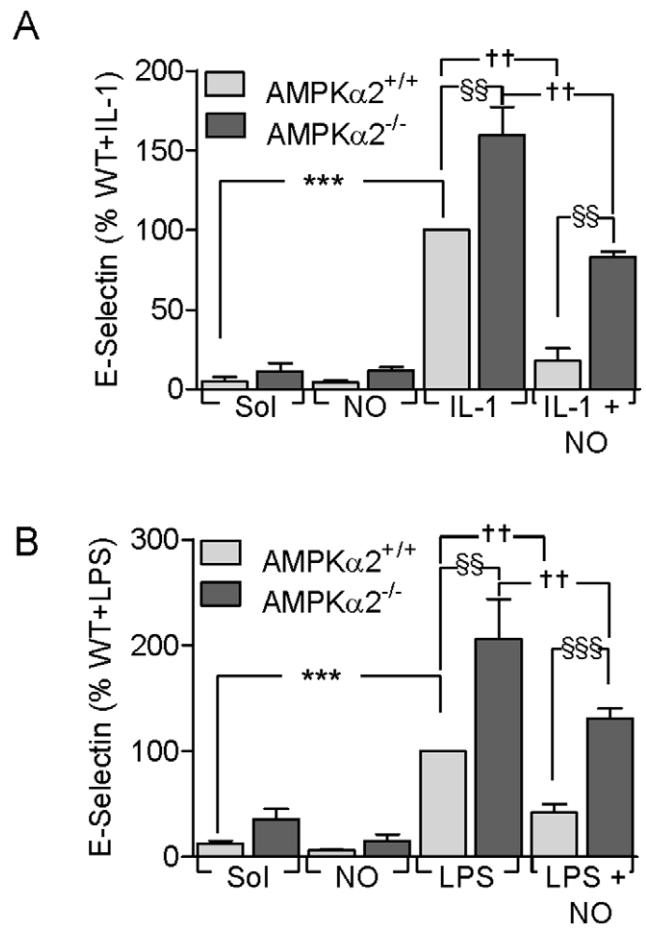 A
E-Selectin (% WT+IL-1)
200
150
100
50
0
AMPKα2+/+
AMPKα2-/-
***
§§
††
††
§§
Sol
NO
IL-1
IL-1 +
NO
B
E-Selectin (% WT+LPS)
300
200
100
0
AMPKα2+/+
AMPKα2-/-
***
§§
††
††
§§§
Sol
NO
LPS
LPS +
NO